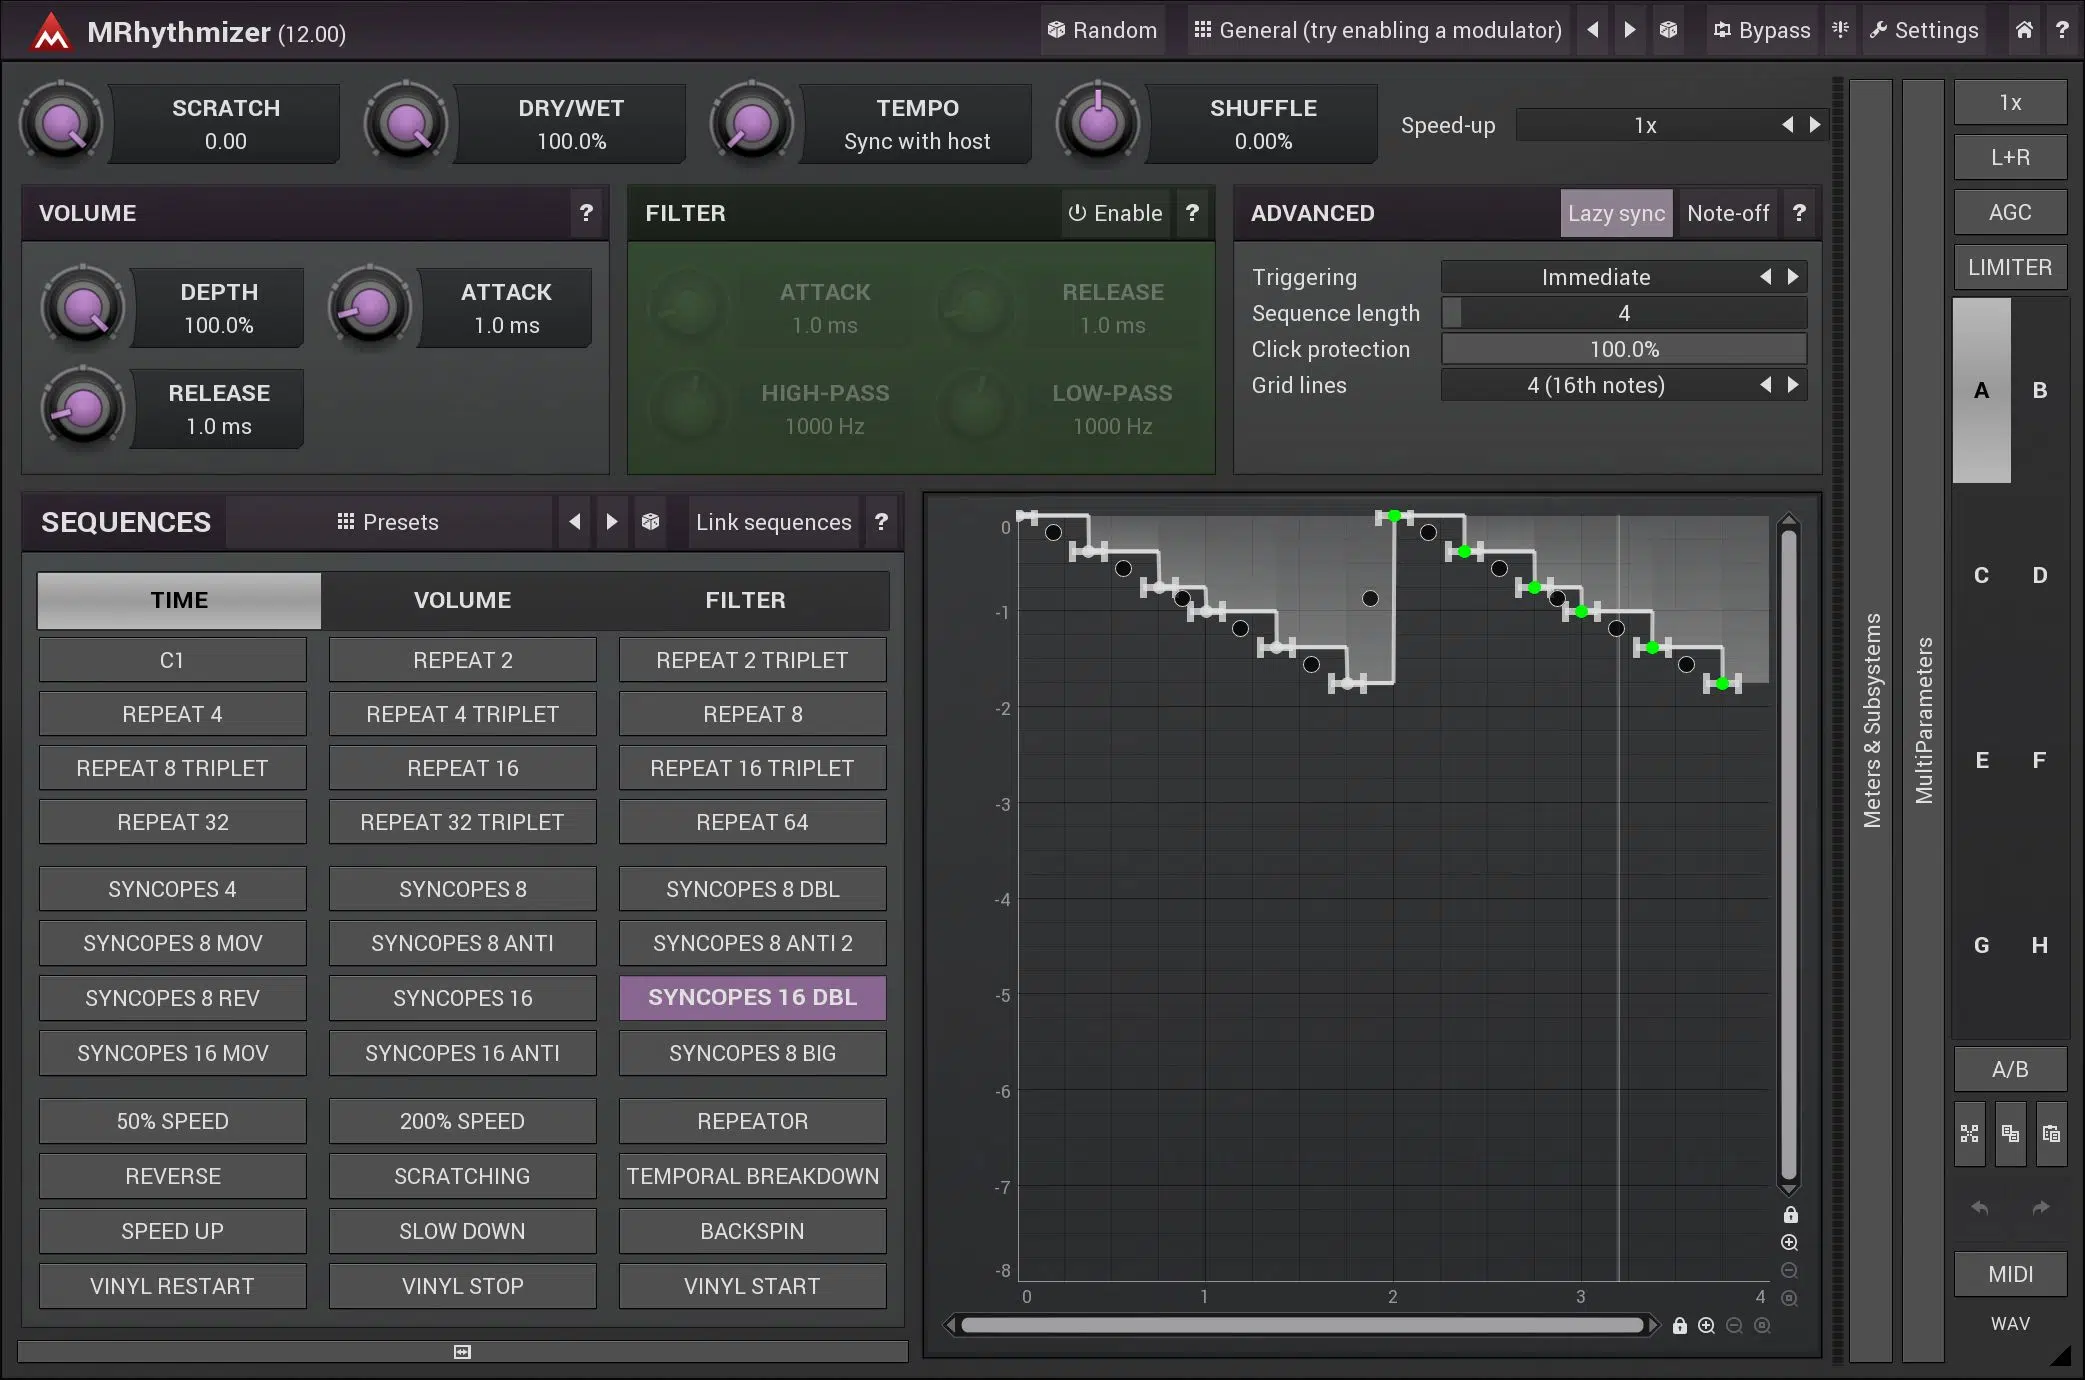 MRhythmizer (12.00)
Random
General (try enabling a modulator)
Bypass
Settings
?
SCRATCH
0.00
DRY/WET
100.0%
TEMPO
Sync with host
SHUFFLE
0.00%
Speed-up
1x
VOLUME
?
DEPTH
100.0%
ATTACK
1.0 ms
RELEASE
1.0 ms
FILTER
Enable
?
ATTACK
1.0 ms
RELEASE
1.0 ms
HIGH-PASS
1000 Hz
LOW-PASS
1000 Hz
ADVANCED
Lazy sync
Note-off
?
Triggering
Immediate
Sequence length
4
Click protection
100.0%
Grid lines
4 (16th notes)
SEQUENCES
Presets
Link sequences
?
TIME
VOLUME
FILTER
C1
REPEAT 2
REPEAT 2 TRIPLET
REPEAT 4
REPEAT 4 TRIPLET
REPEAT 8
REPEAT 8 TRIPLET
REPEAT 16
REPEAT 16 TRIPLET
REPEAT 32
REPEAT 32 TRIPLET
REPEAT 64
SYNCOPES 4
SYNCOPES 8
SYNCOPES 8 DBL
SYNCOPES 8 MOV
SYNCOPES 8 ANTI
SYNCOPES 8 ANTI 2
SYNCOPES 8 REV
SYNCOPES 16
SYNCOPES 16 DBL
SYNCOPES 16 MOV
SYNCOPES 16 ANTI
SYNCOPES 8 BIG
50% SPEED
200% SPEED
REPEATOR
REVERSE
SCRATCHING
TEMPORAL BREAKDOWN
SPEED UP
SLOW DOWN
BACKSPIN
VINYL RESTART
VINYL STOP
VINYL START
0
-1
-2
-3
-4
-5
-6
-7
-8
0
1
2
3
4
Meters & Subsystems
MultiParameters
1x
L+R
AGC
LIMITER
A
B
C
D
E
F
G
H
A/B
MIDI
WAV